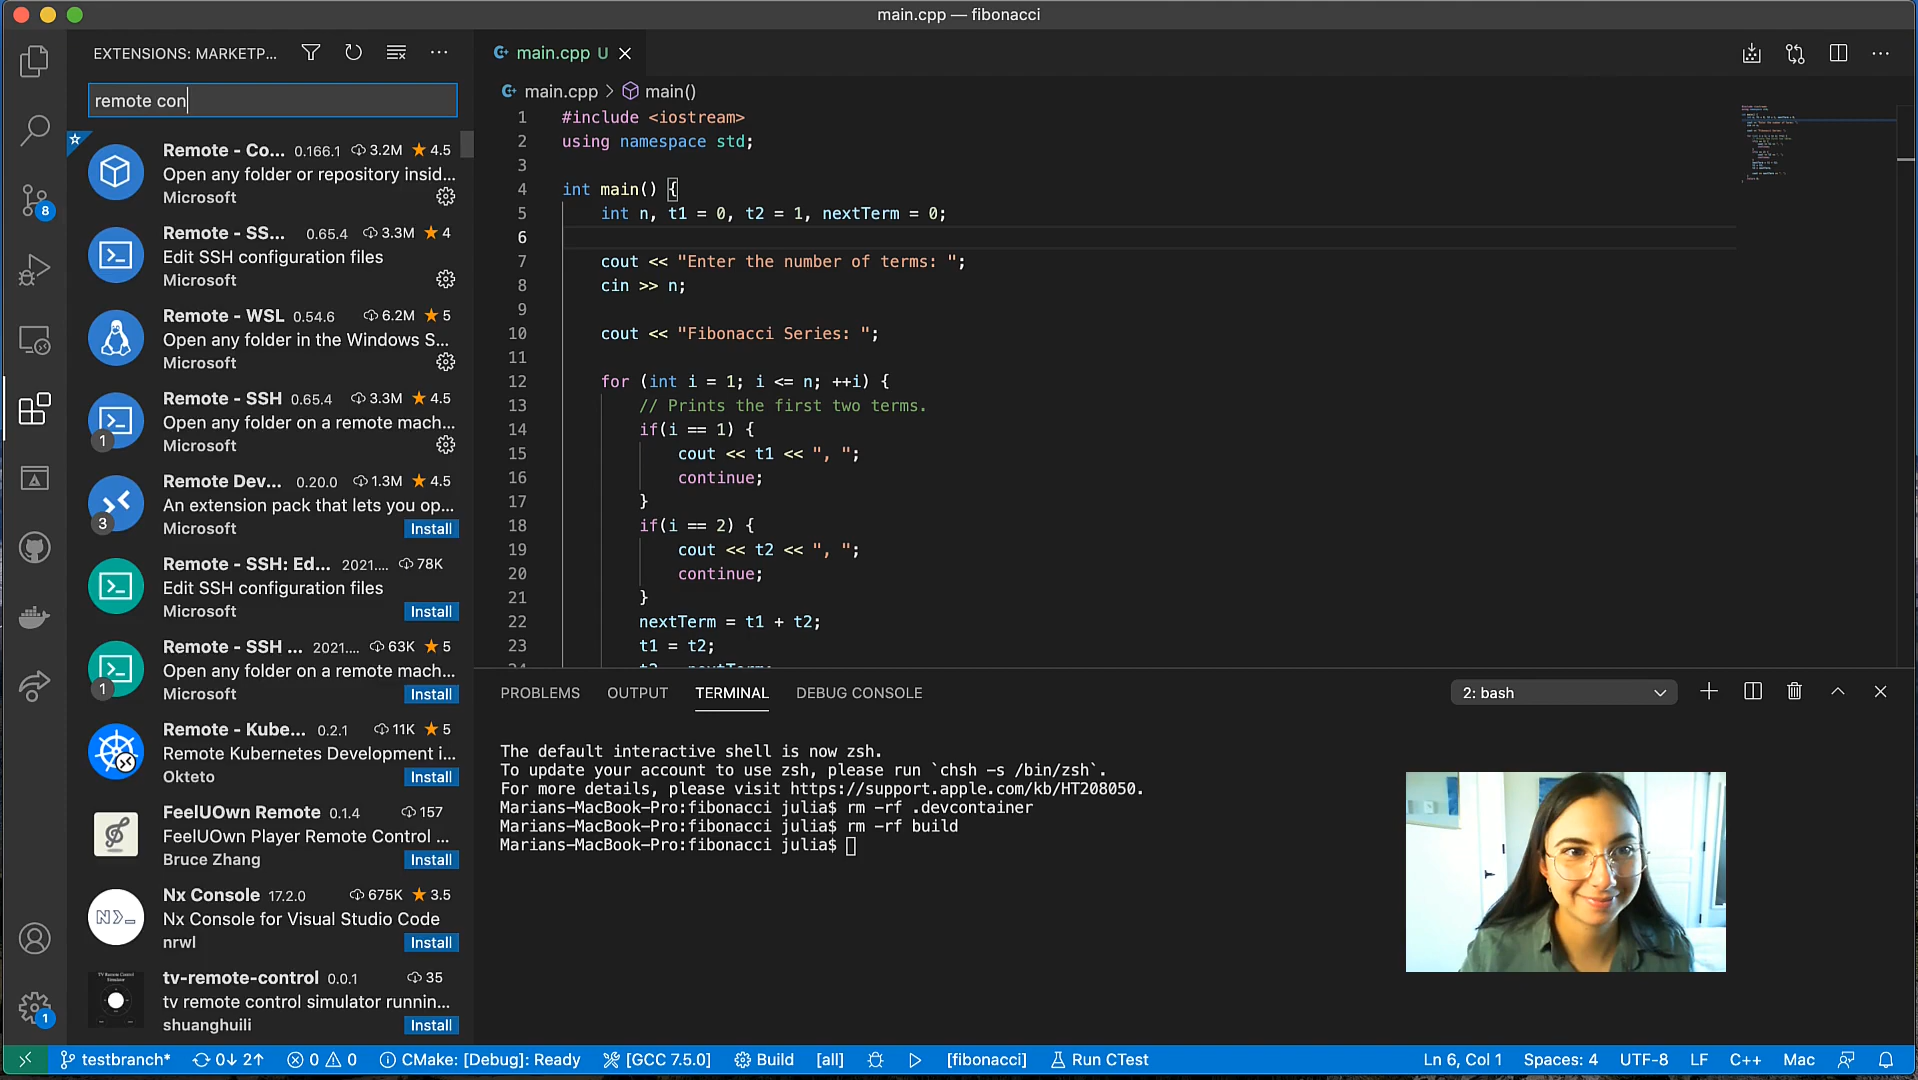 main.cpp — fibonacci
EXTENSIONS: MARKETP...
remote con
Remote - Co... 0.166.1 3.2M 4.5
Open any folder or repository insid...
Microsoft
Remote - SS... 0.65.4 3.3M 4
Edit SSH configuration files
Microsoft
Remote - WSL 0.54.6 6.2M 5
Open any folder in the Windows S...
Microsoft
Remote - SSH 0.65.4 3.3M 4.5
Open any folder on a remote mach...
1
Microsoft
Remote Dev... 0.20.0 1.3M 4.5
An extension pack that lets you op...
3
Microsoft Install
Remote - SSH: Ed... 2021.... 78K
Edit SSH configuration files
Microsoft Install
Remote - SSH ... 2021.... 63K 5
Open any folder on a remote mach...
1
Microsoft Install
Remote - Kube... 0.2.1 11K 5
Remote Kubernetes Development i...
Okteto Install
FeelUOwn Remote 0.1.4 157
FeelUOwn Player Remote Control ...
Bruce Zhang Install
Nx Console 17.2.0 675K 3.5
Nx Console for Visual Studio Code
nrwl Install
tv-remote-control 0.0.1 35
tv remote control simulator runnin...
shuanghuili Install
8
1
main.cpp U
main.cpp > main()
1 #include <iostream>
2 using namespace std;
3
4 int main() {
5 int n, t1 = 0, t2 = 1, nextTerm = 0;
6
7 cout << "Enter the number of terms: ";
8 cin >> n;
9
10 cout << "Fibonacci Series: ";
11
12 for (int i = 1; i <= n; ++i) {
13 // Prints the first two terms.
14 if(i == 1) {
15 cout << t1 << ", ";
16 continue;
17 }
18 if(i == 2) {
19 cout << t2 << ", ";
20 continue;
21 }
22 nextTerm = t1 + t2;
23 t1 = t2;
24 t2 = nextTerm;
PROBLEMS OUTPUT TERMINAL DEBUG CONSOLE 2: bash
The default interactive shell is now zsh.
To update your account to use zsh, please run `chsh -s /bin/zsh`.
For more details, please visit https://support.apple.com/kb/HT208050.
Marians-MacBook-Pro:fibonacci julia$ rm -rf .devcontainer
Marians-MacBook-Pro:fibonacci julia$ rm -rf build
Marians-MacBook-Pro:fibonacci julia$
testbranch* 0↓ 2↑ 0 0 CMake: [Debug]: Ready [GCC 7.5.0] Build [all] [fibonacci] Run CTest Ln 6, Col 1 Spaces: 4 UTF-8 LF C++ Mac